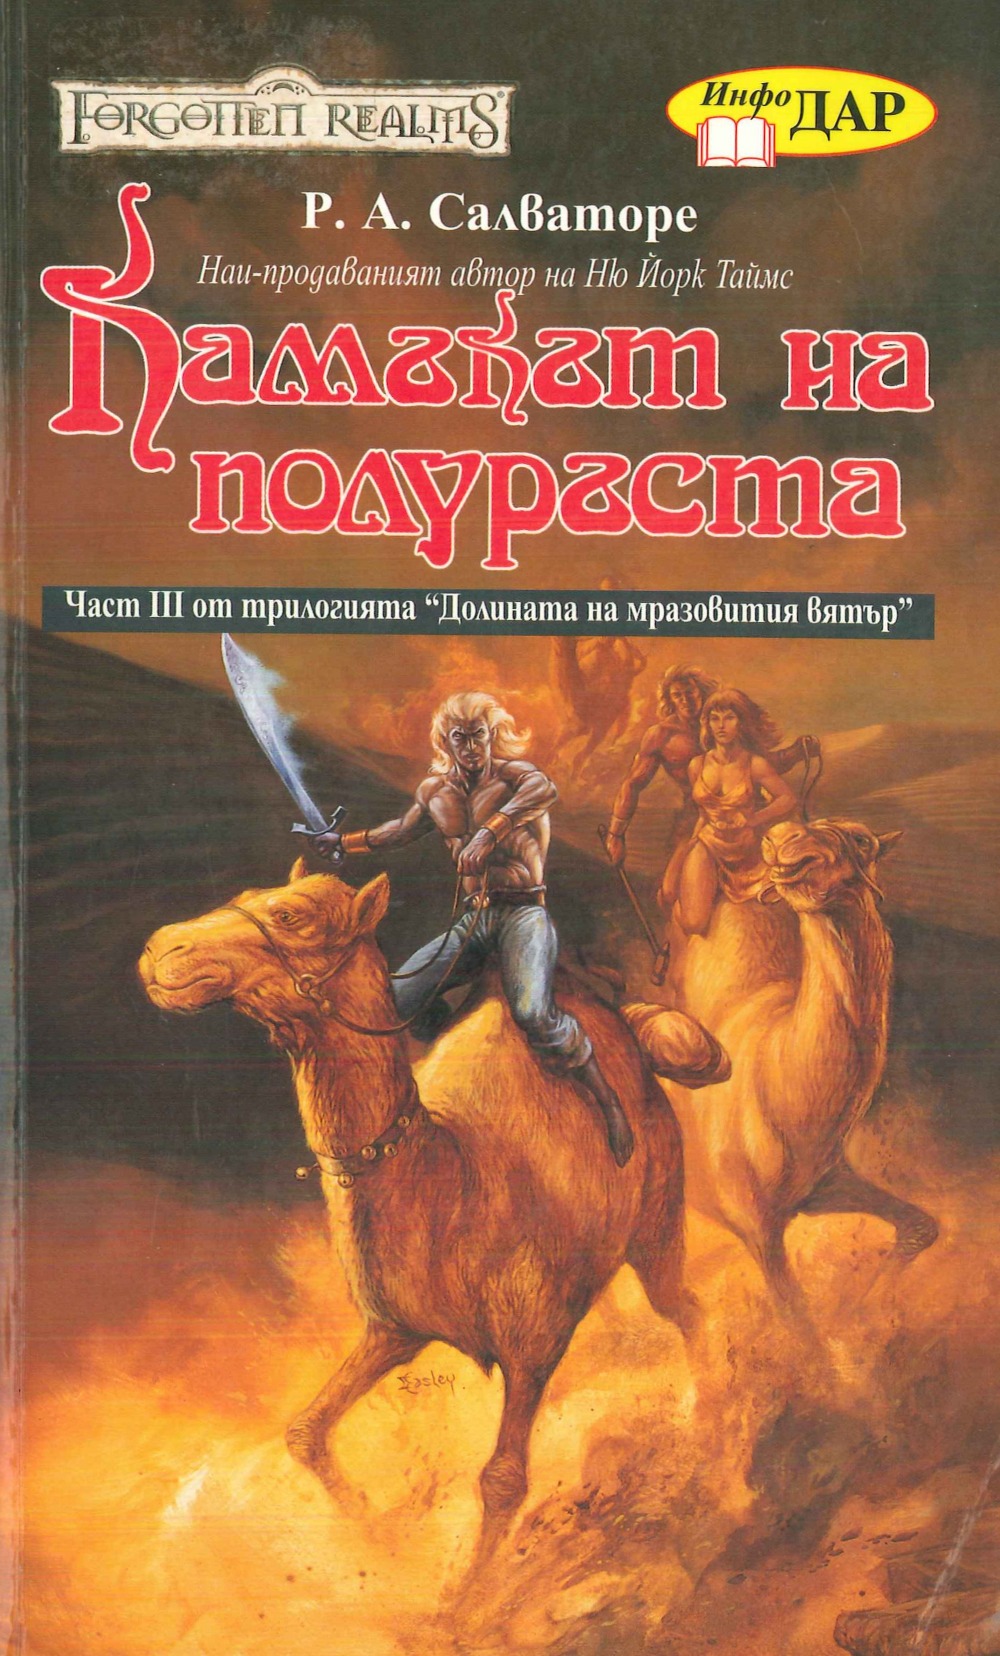 FORGOTTEN REALMS®
Инфо
ДАР
Р. А. Салваторе
Най-продаваният автор на Ню Йорк Таймс
Камъкът на
полуръста
Част III от трилогията “Долината на мразовития вятър”
Easley